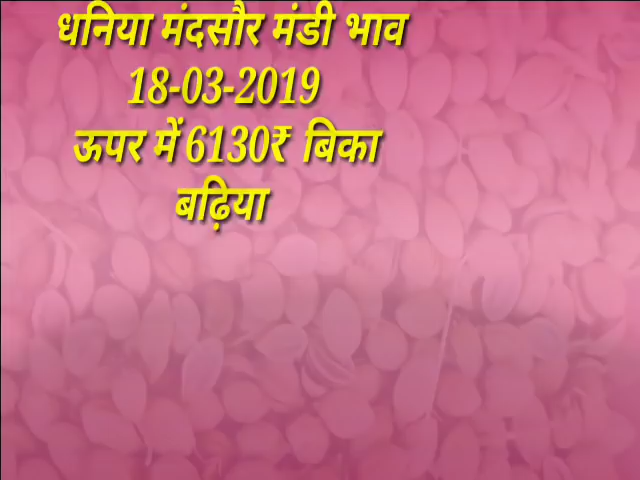 धनिया मंदसौर मंडी भाव
18-03-2019
ऊपर में 6130₹ बिका
बढ़िया